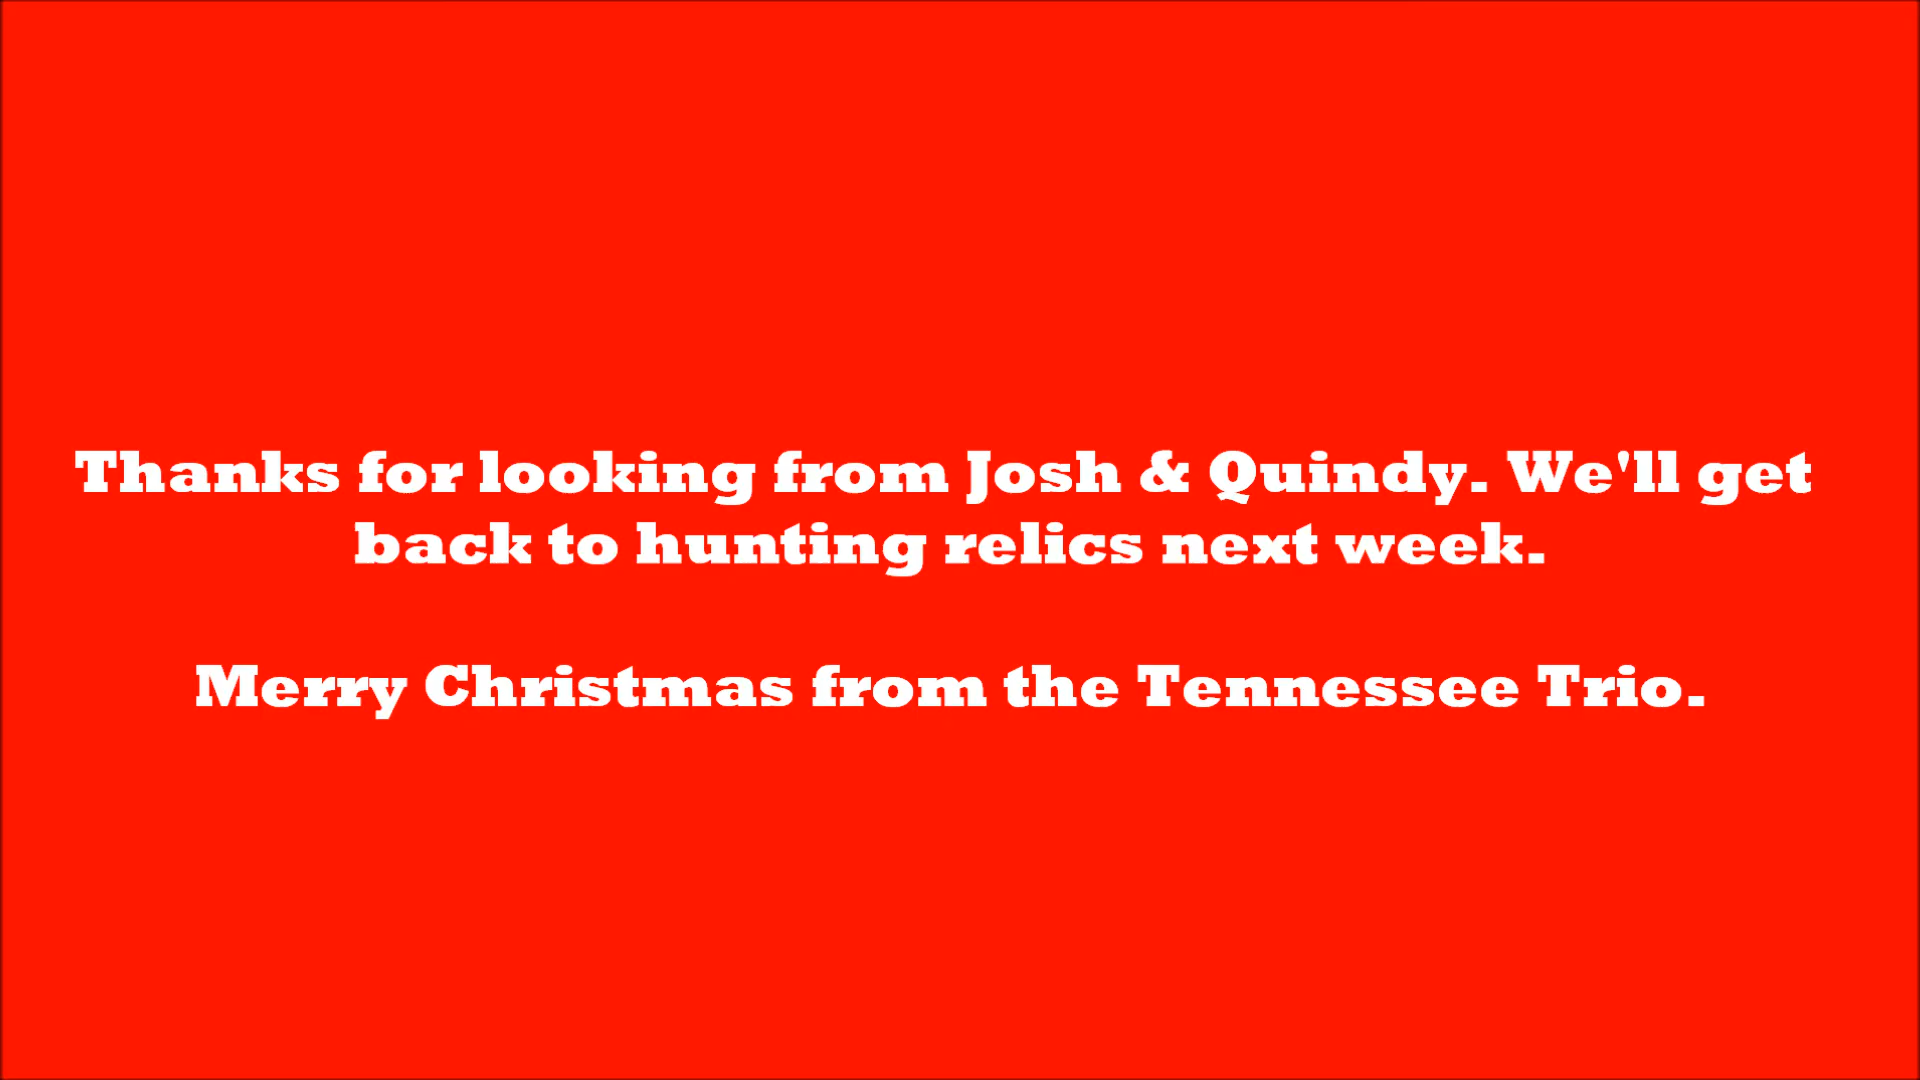 Thanks for looking from Josh & Quindy. We'll get
back to hunting relics next week.
Merry Christmas from the Tennessee Trio.